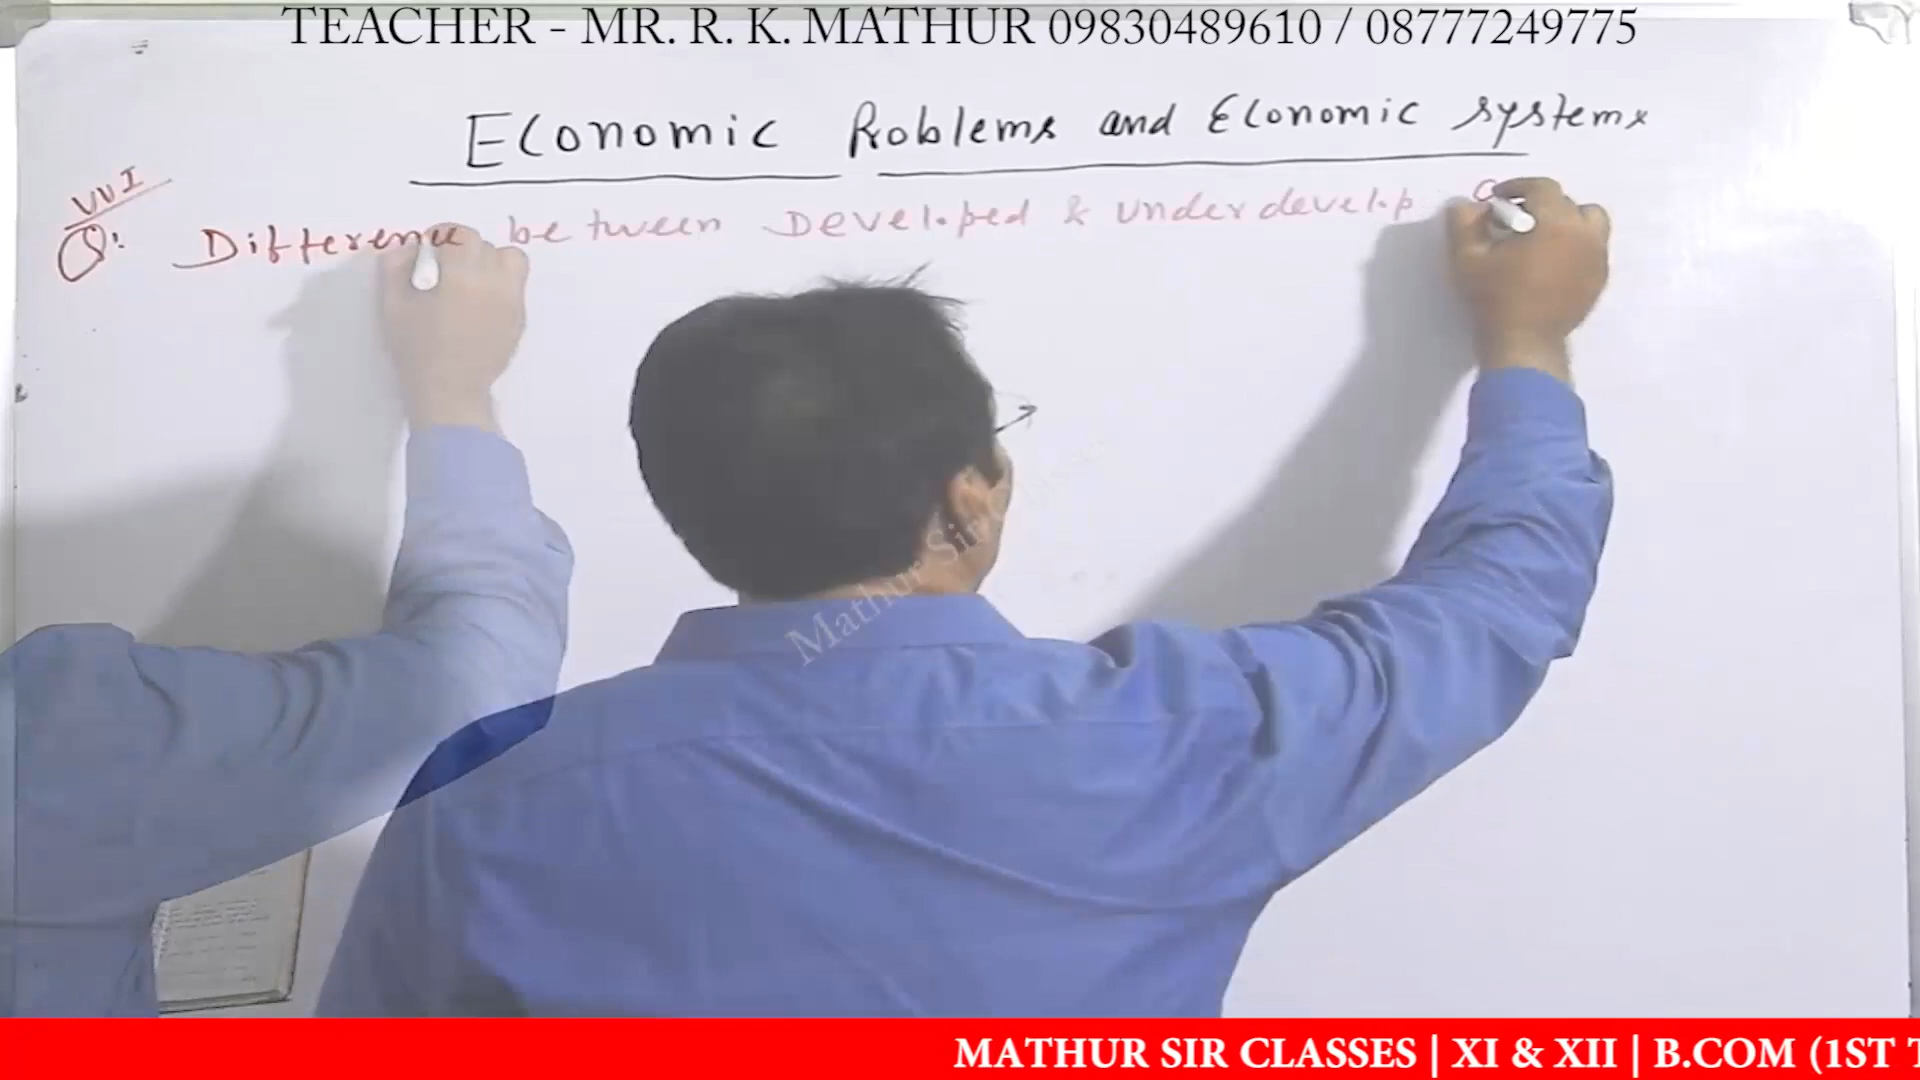 TEACHER - MR. R. K. MATHUR 09830489610 / 08777249775
Economic Problems and Economic systems
VVI
Q. Difference between Developed & underdevelop
Mathur Sir Classes
MATHUR SIR CLASSES | XI & XII | B.COM (1ST T